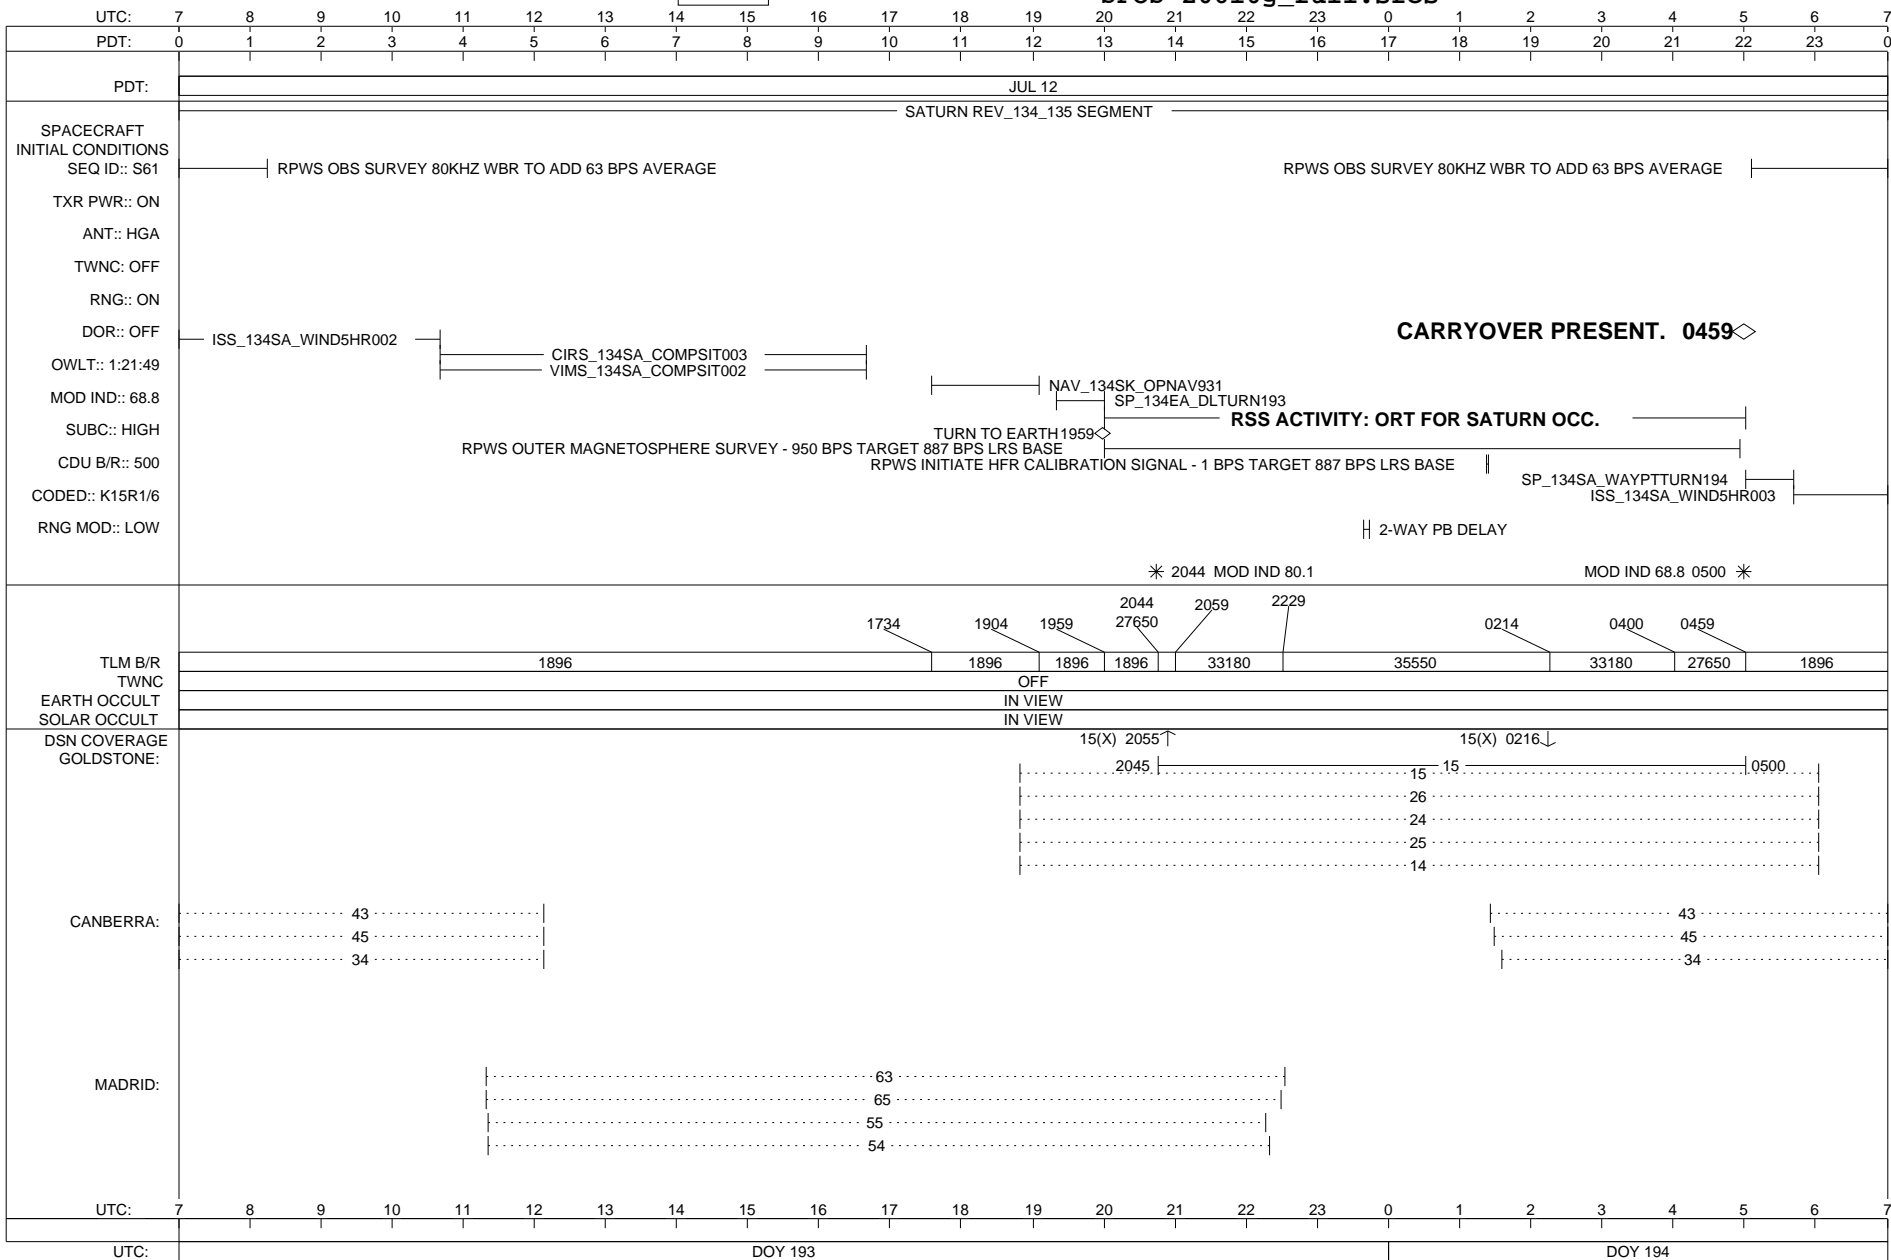 UTC: 7 8 9 10 11 12 13 14 15 16 17 18 19 20 21 22 23 0 1 2 3 4 5 6 7
PDT: 0 1 2 3 4 5 6 7 8 9 10 11 12 13 14 15 16 17 18 19 20 21 22 23 0
PDT: JUL 12
SATURN REV_134_135 SEGMENT
SPACECRAFT
INITIAL CONDITIONS
SEQ ID:: S61 RPWS OBS SURVEY 80KHZ WBR TO ADD 63 BPS AVERAGE RPWS OBS SURVEY 80KHZ WBR TO ADD 63 BPS AVERAGE
TXR PWR:: ON
ANT:: HGA
TWNC: OFF
RNG:: ON
DOR:: OFF CARRYOVER PRESENT. 0459
ISS_134SA_WIND5HR002
CIRS_134SA_COMPSIT003
OWLT:: 1:21:49
VIMS_134SA_COMPSIT002
NAV_134SK_OPNAV931
MOD IND:: 68.8 SP_134EA_DLTURN193
RSS ACTIVITY: ORT FOR SATURN OCC.
SUBC:: HIGH TURN TO EARTH 1959
RPWS OUTER MAGNETOSPHERE SURVEY - 950 BPS TARGET 887 BPS LRS BASE
CDU B/R:: 500 RPWS INITIATE HFR CALIBRATION SIGNAL - 1 BPS TARGET 887 BPS LRS BASE
SP_134SA_WAYPTTURN194
CODED:: K15R1/6 ISS_134SA_WIND5HR003
RNG MOD:: LOW 2-WAY PB DELAY
2044 MOD IND 80.1 MOD IND 68.8 0500
2044 2059 2229
1734 1904 1959 27650 0214 0400 0459
TLM B/R 1896 1896 1896 1896 33180 35550 33180 27650 1896
TWNC OFF
EARTH OCCULT IN VIEW
SOLAR OCCULT IN VIEW
DSN COVERAGE 15(X) 2055 15(X) 0216
GOLDSTONE:
2045 15 0500
15
26
24
25
14
CANBERRA:
43 43
45 45
34 34
MADRID:
63
65
55
54
UTC: 7 8 9 10 11 12 13 14 15 16 17 18 19 20 21 22 23 0 1 2 3 4 5 6 7
UTC: DOY 193 DOY 194